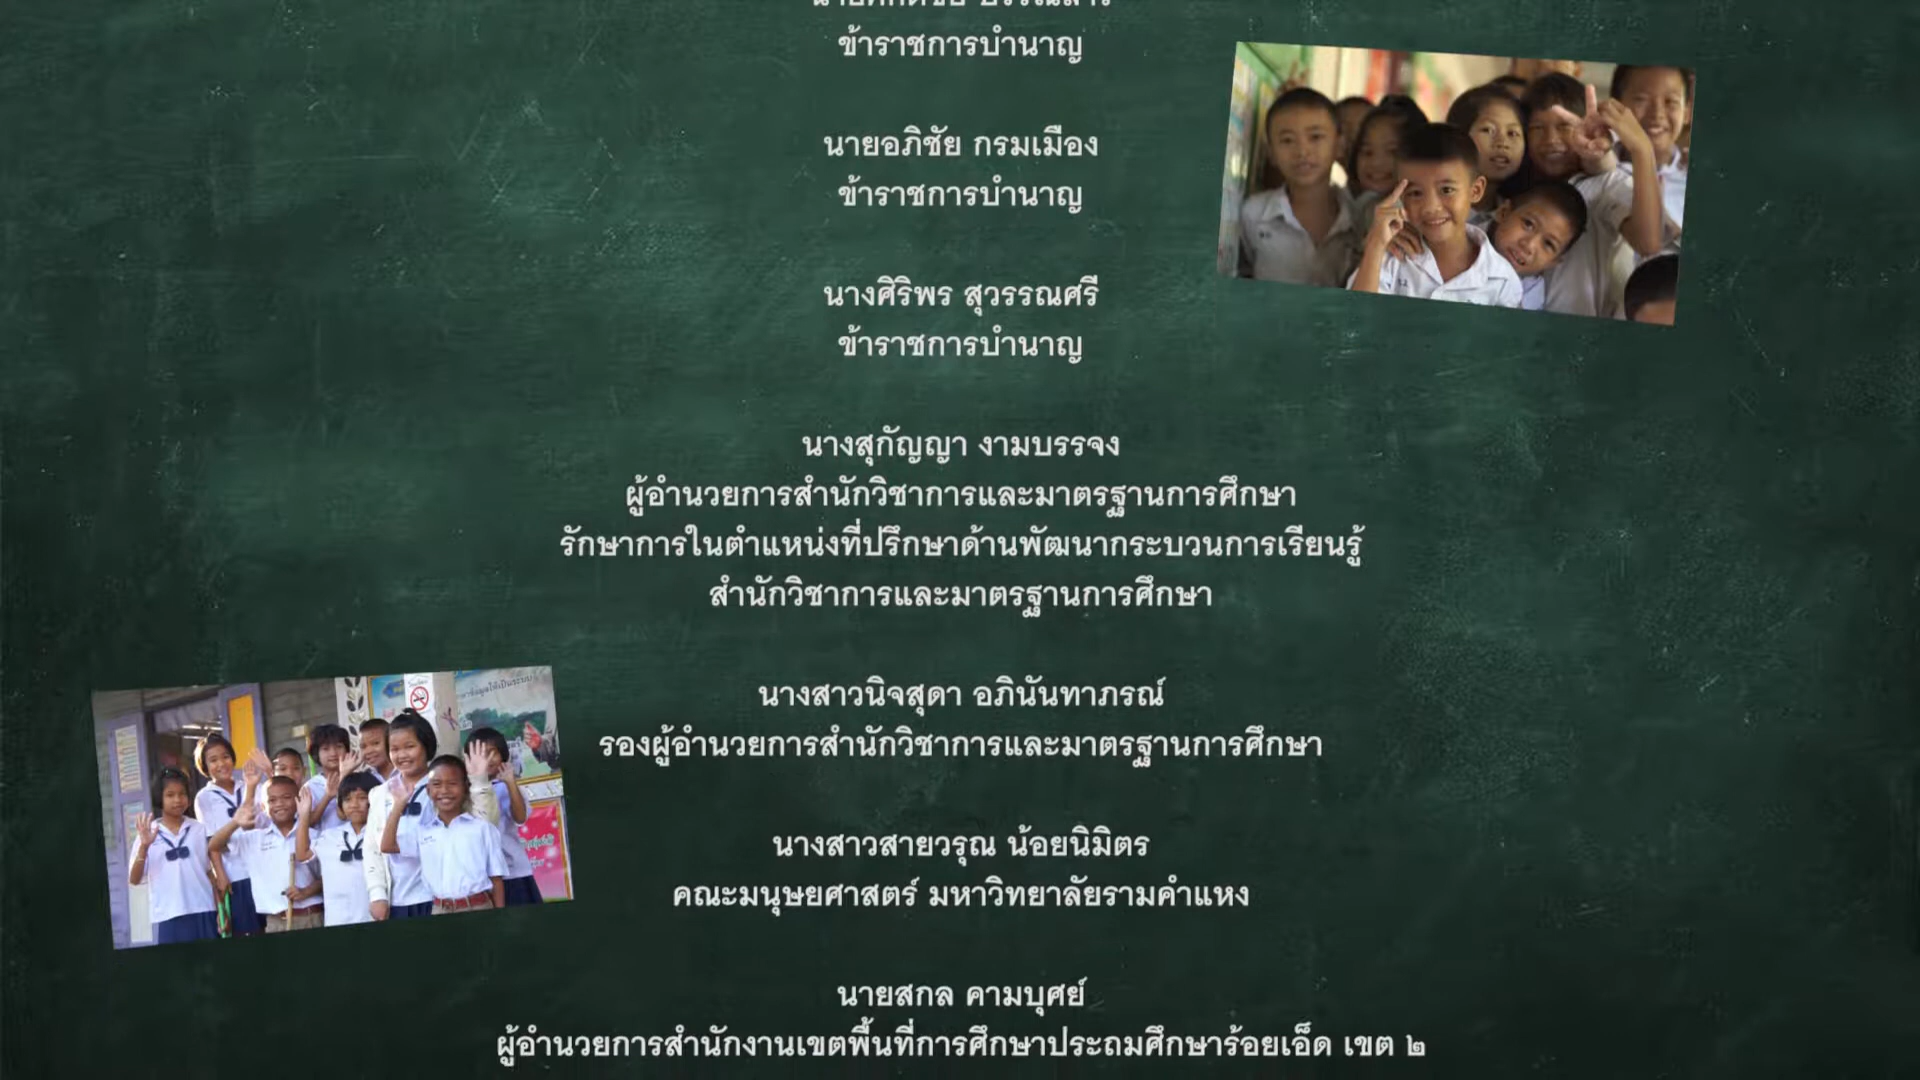 ข้าราชการบำนาญ
นายอภิชัย กรมเมือง
ข้าราชการบำนาญ
นางศิริพร สุวรรณศรี
ข้าราชการบำนาญ
นางสุกัญญา งามบรรจง
ผู้อำนวยการสำนักวิชาการและมาตรฐานการศึกษา
รักษาการในตำแหน่งที่ปรึกษาด้านพัฒนากระบวนการเรียนรู้
สำนักวิชาการและมาตรฐานการศึกษา
นางสาวนิจสุดา อภินันทาภรณ์
รองผู้อำนวยการสำนักวิชาการและมาตรฐานการศึกษา
นางสาวสายวรุณ น้อยนิมิตร
คณะมนุษยศาสตร์ มหาวิทยาลัยรามคำแหง
นายสกล คามบุศย์
ผู้อำนวยการสำนักงานเขตพื้นที่การศึกษาประถมศึกษาร้อยเอ็ด เขต ๒